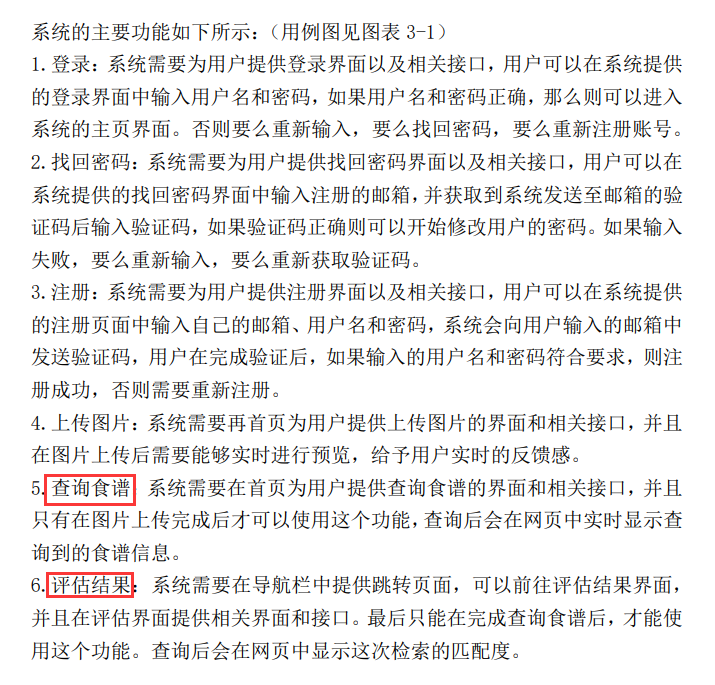 系统的主要功能如下所示：（用例图见图表 3-1）
1.登录：系统需要为用户提供登录界面以及相关接口，用户可以在系统提供
的登录界面中输入用户名和密码，如果用户名和密码正确，那么则可以进入
系统的主页界面。否则要么重新输入，要么找回密码，要么重新注册账号。
2.找回密码：系统需要为用户提供找回密码界面以及相关接口，用户可以在
系统提供的找回密码界面中输入注册的邮箱，并获取到系统发送至邮箱的验
证码后输入验证码，如果验证码正确则可以开始修改用户的密码。如果输入
失败，要么重新输入，要么重新获取验证码。
3.注册：系统需要为用户提供注册界面以及相关接口，用户可以在系统提供
的注册页面中输入自己的邮箱、用户名和密码，系统会向用户输入的邮箱中
发送验证码，用户在完成验证后，如果输入的用户名和密码符合要求，则注
册成功，否则需要重新注册。
4.上传图片：系统需要再首页为用户提供上传图片的界面和相关接口，并且
在图片上传后需要能够实时进行预览，给予用户实时的反馈感。
5.查询食谱 系统需要在首页为用户提供查询食谱的界面和相关接口，并且
只有在图片上传完成后才可以使用这个功能，查询后会在网页中实时显示查
询到的食谱信息。
6.评估结果：系统需要在导航栏中提供跳转页面，可以前往评估结果界面，
并且在评估界面提供相关界面和接口。最后只能在完成查询食谱后，才能使
用这个功能。查询后会在网页中显示这次检索的匹配度。